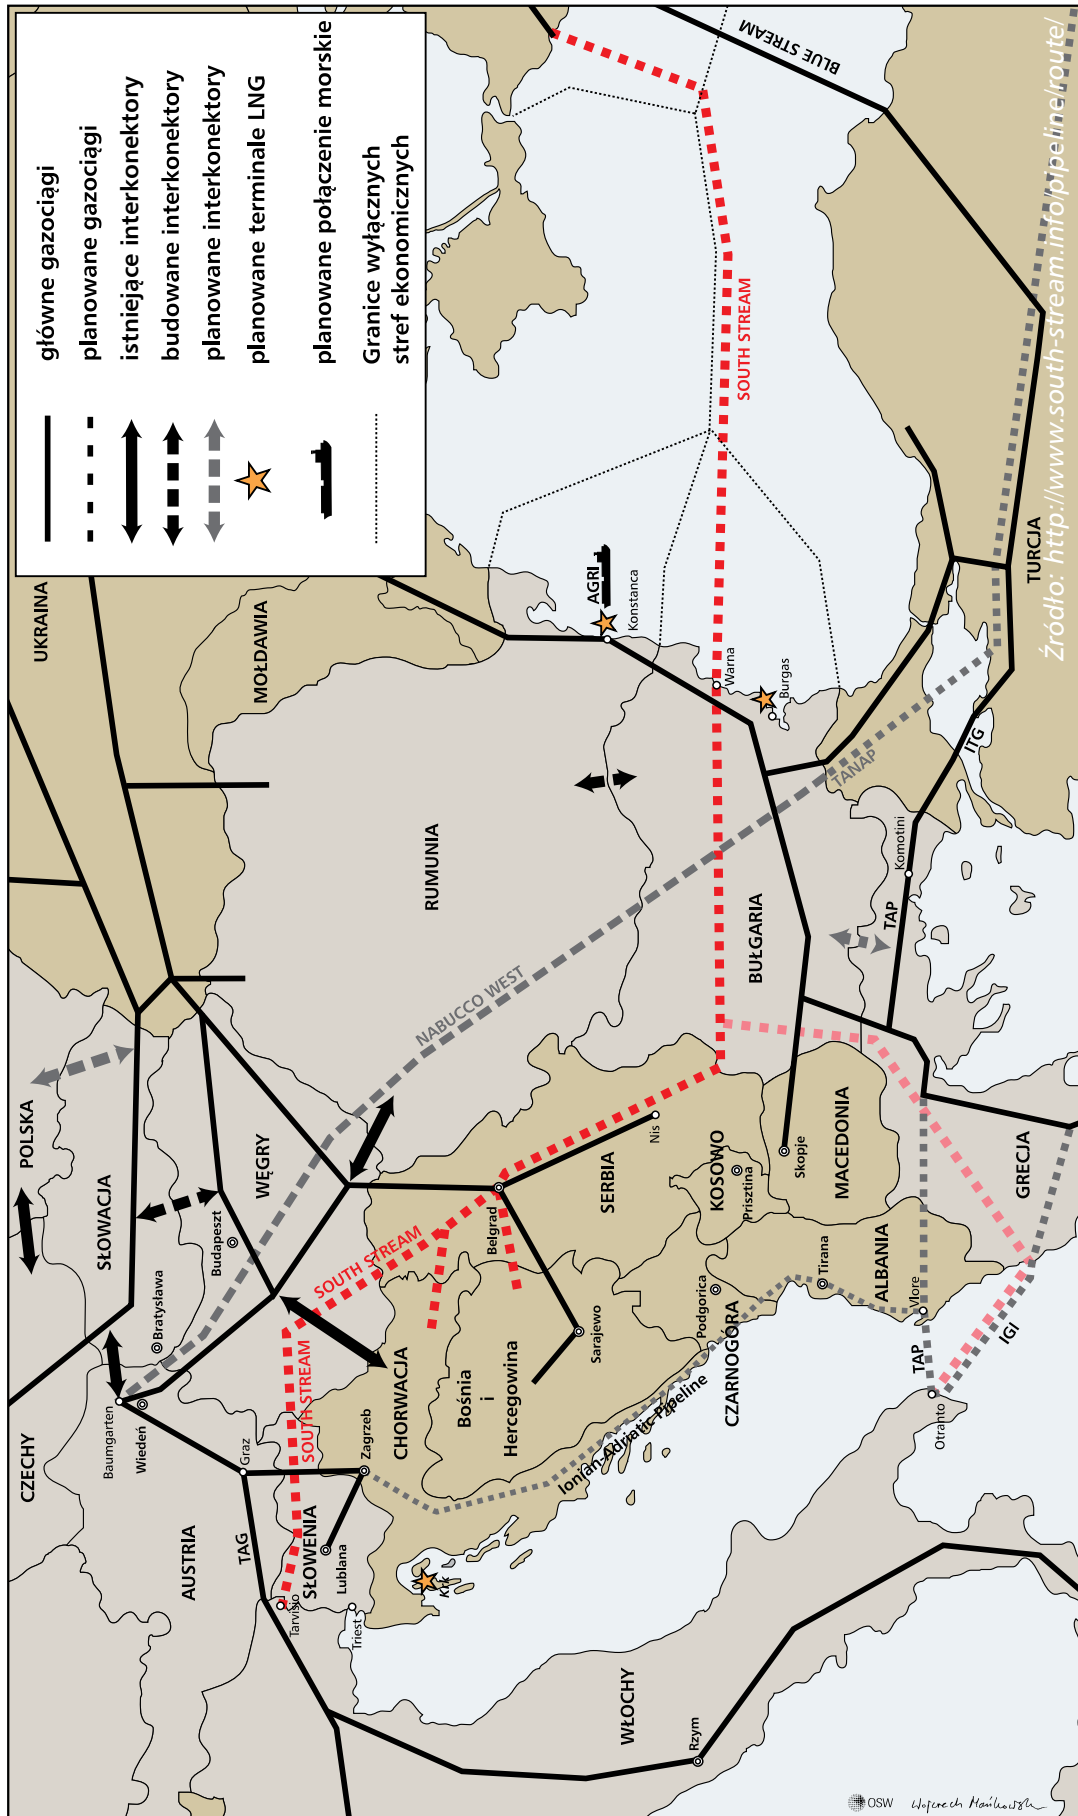 główne gazociągi
planowane gazociągi
istniejące interkonektory
budowane interkonektory
planowane interkonektory
planowane terminale LNG
planowane połączenie morskie
Granice wyłącznych
stref ekonomicznych
CZECHY
POLSKA
UKRAINA
SŁOWACJA
Bratysława
Baumgarten
Wiedeń
AUSTRIA
WĘGRY
Budapeszt
MOŁDAWIA
Graz
TAG
Tarvisio
SŁOWENIA
Lublana
Triest
Zagrzeb
SOUTH STREAM
SOUTH STREAM
CHORWACJA
Krk
RUMUNIA
NABUCCO WEST
Bośnia
i
Hercegowina
Belgrad
Sarajewo
SERBIA
Nis
AGRI
Konstanca
Warna
Burgas
SOUTH STREAM
BLUE STREAM
WŁOCHY
Rzym
Ionian-Adriatic Pipeline
CZARNOGÓRA
Podgorica
KOSOWO
Prisztina
BUŁGARIA
Skopje
MACEDONIA
Tirana
ALBANIA
Vlore
TAP
Otranto
IGI
GRECJA
TAP
Komotini
TANAP
ITG
TURCJA
Źródło: http://www.south-stream.info/pipeline/route/
OSW
Wojciech Mańkowski